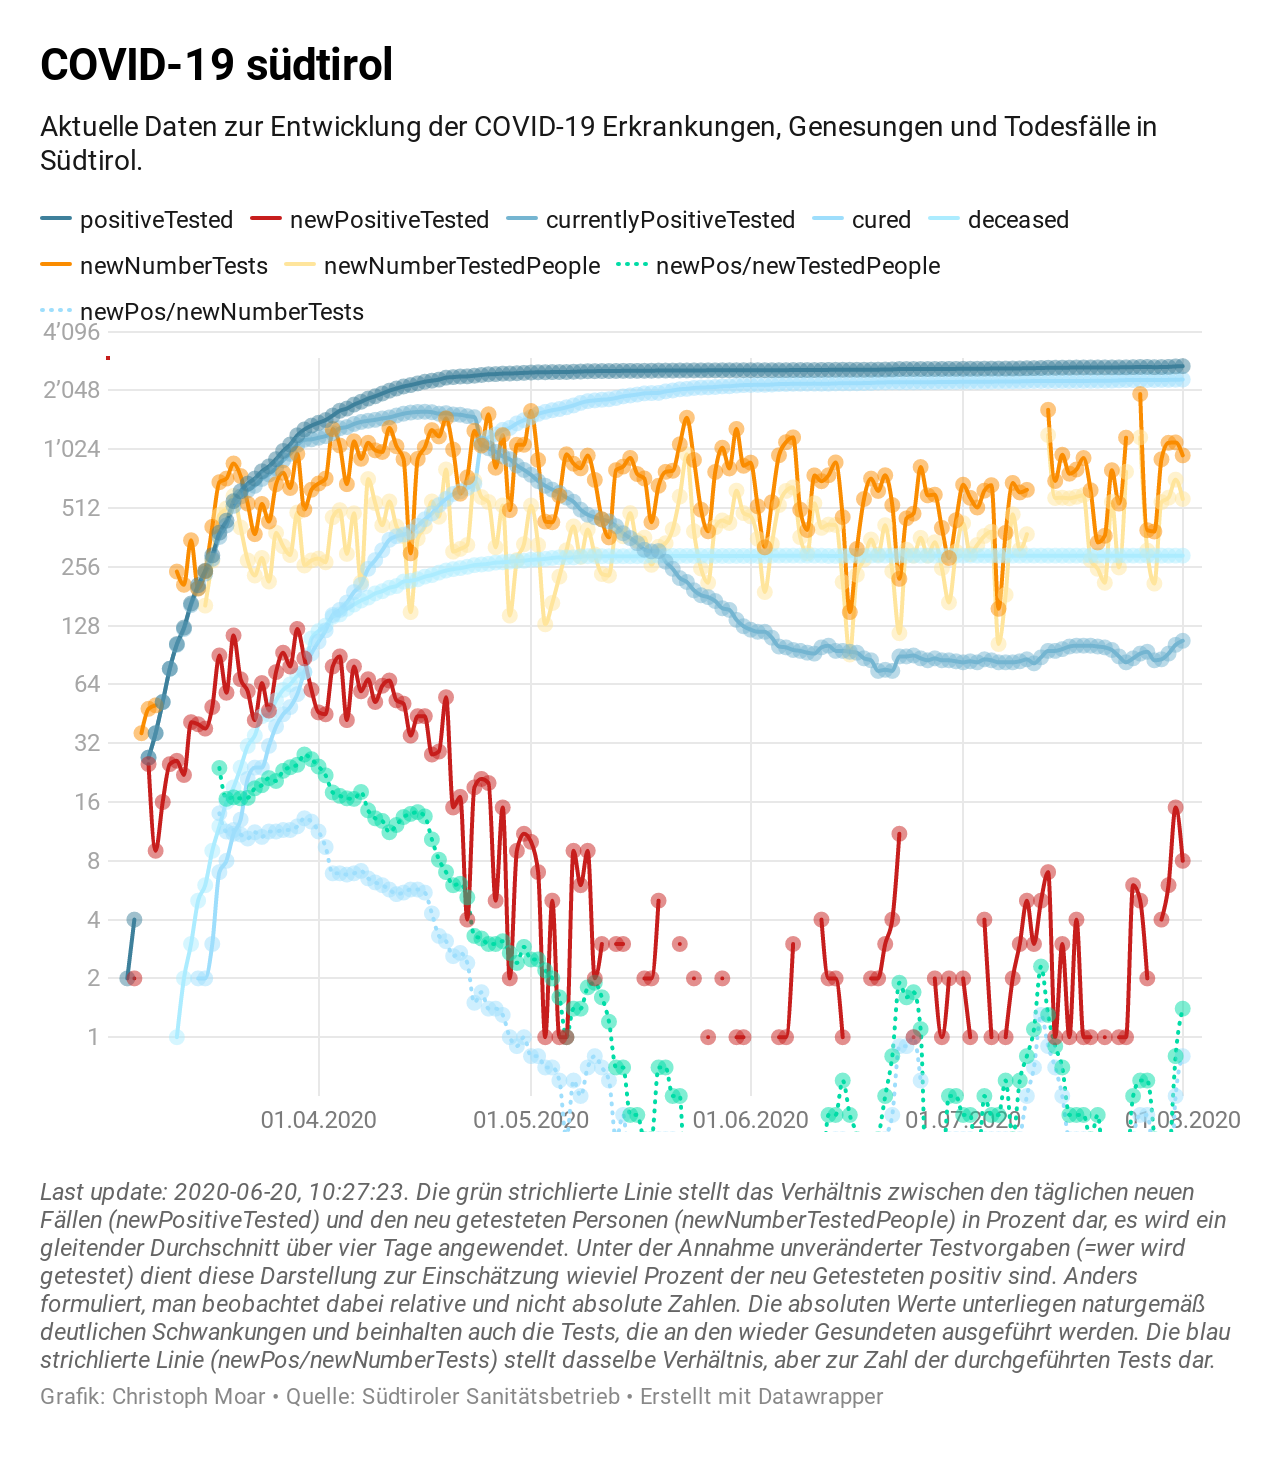 COVID-19 südtirol
Aktuelle Daten zur Entwicklung der COVID-19 Erkrankungen, Genesungen und Todesfälle in
Südtirol.
positiveTested newPositiveTested currentlyPositiveTested cured deceased
newNumberTests newNumberTestedPeople newPos/newTestedPeople
newPos/newNumberTests
4’096
2’048
1’024
512
256
128
64
32
16
8
4
2
1
01.04.2020 01.05.2020 01.06.2020 01.07.2020 01.08.2020
Last update: 2020-06-20, 10:27:23. Die grün strichlierte Linie stellt das Verhältnis zwischen den täglichen neuen
Fällen (newPositiveTested) und den neu getesteten Personen (newNumberTestedPeople) in Prozent dar, es wird ein
gleitender Durchschnitt über vier Tage angewendet. Unter der Annahme unveränderter Testvorgaben (=wer wird
getestet) dient diese Darstellung zur Einschätzung wieviel Prozent der neu Getesteten positiv sind. Anders
formuliert, man beobachtet dabei relative und nicht absolute Zahlen. Die absoluten Werte unterliegen naturgemäß
deutlichen Schwankungen und beinhalten auch die Tests, die an den wieder Gesundeten ausgeführt werden. Die blau
strichlierte Linie (newPos/newNumberTests) stellt dasselbe Verhältnis, aber zur Zahl der durchgeführten Tests dar.
Grafik: Christoph Moar • Quelle: Südtiroler Sanitätsbetrieb • Erstellt mit Datawrapper